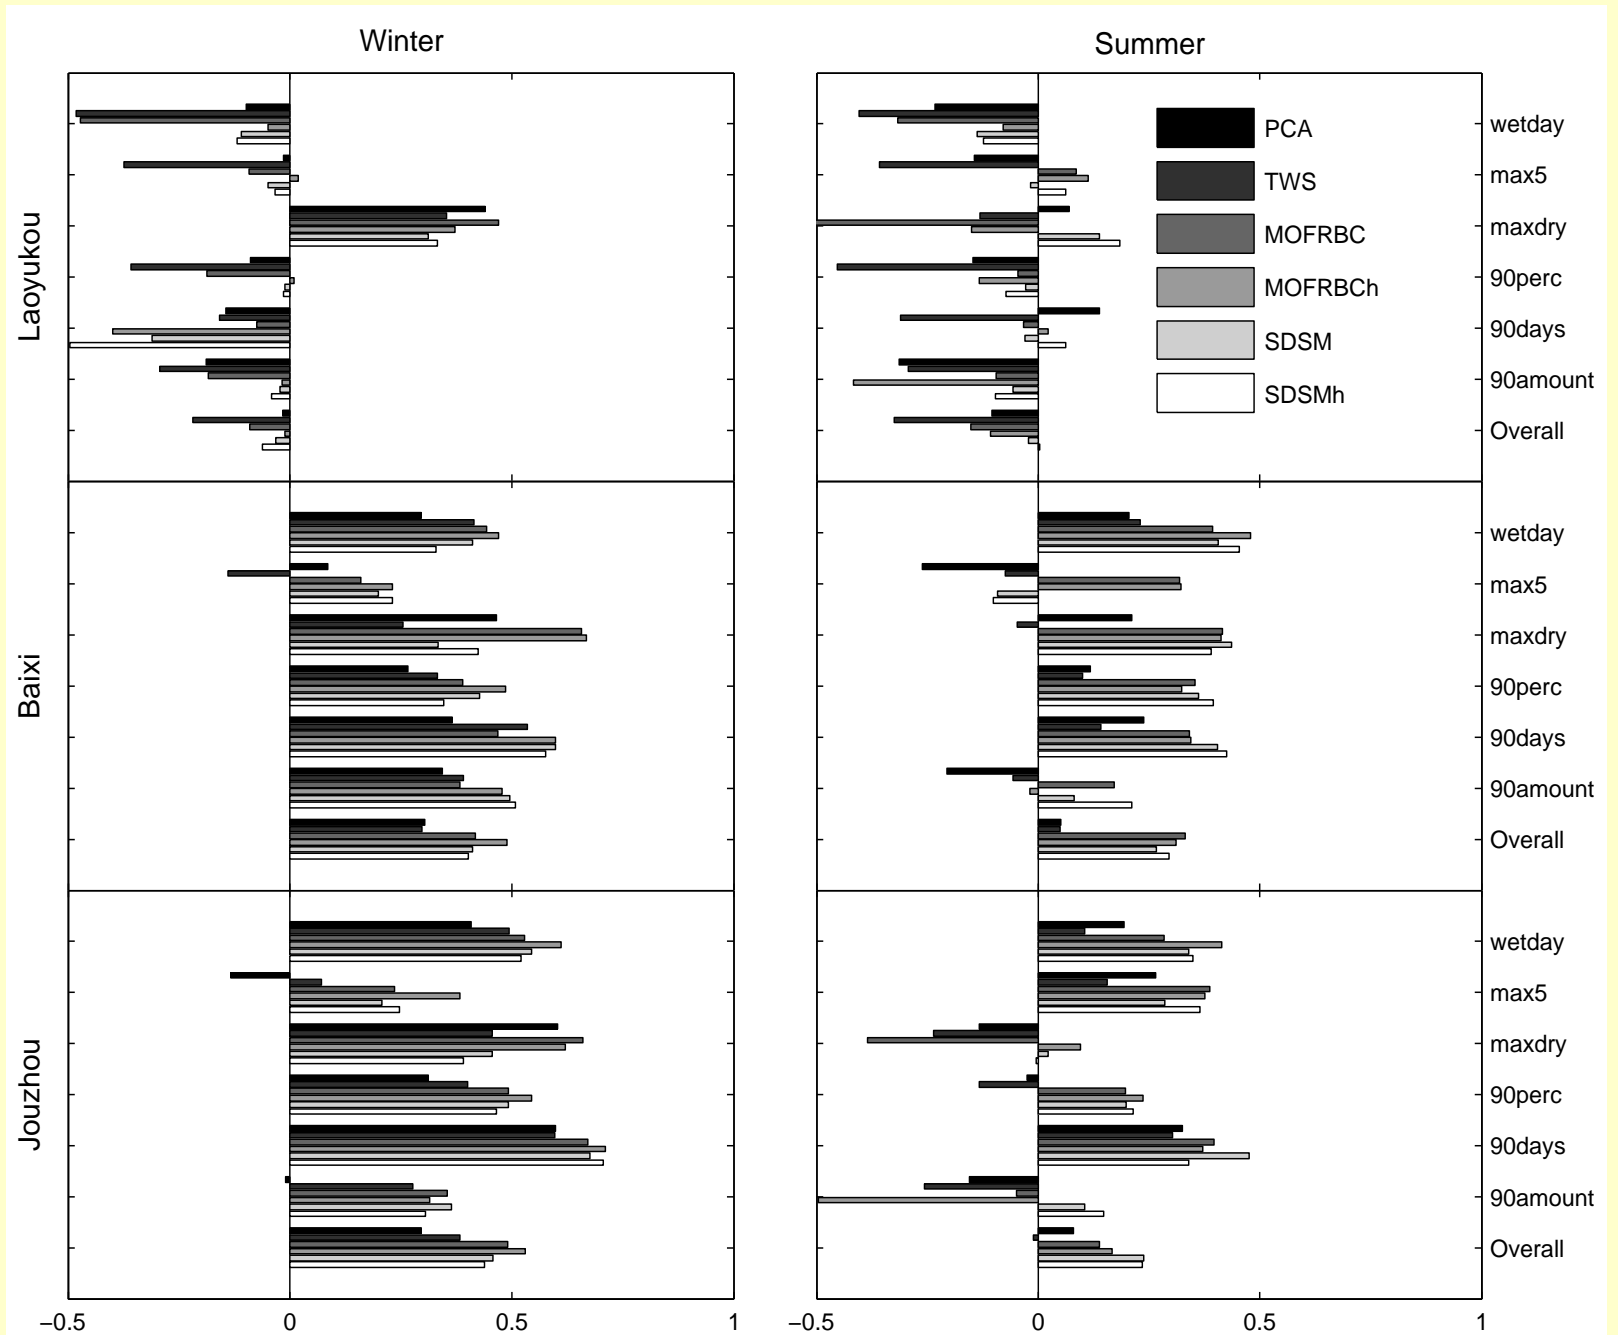 Winter
Summer
Laoyukou
Baixi
Jouzhou
PCA
TWS
MOFRBC
MOFRBCh
SDSM
SDSMh
wetday
max5
maxdry
90perc
90days
90amount
Overall
wetday
max5
maxdry
90perc
90days
90amount
Overall
wetday
max5
maxdry
90perc
90days
90amount
Overall
−0.5 0 0.5 1
−0.5 0 0.5 1